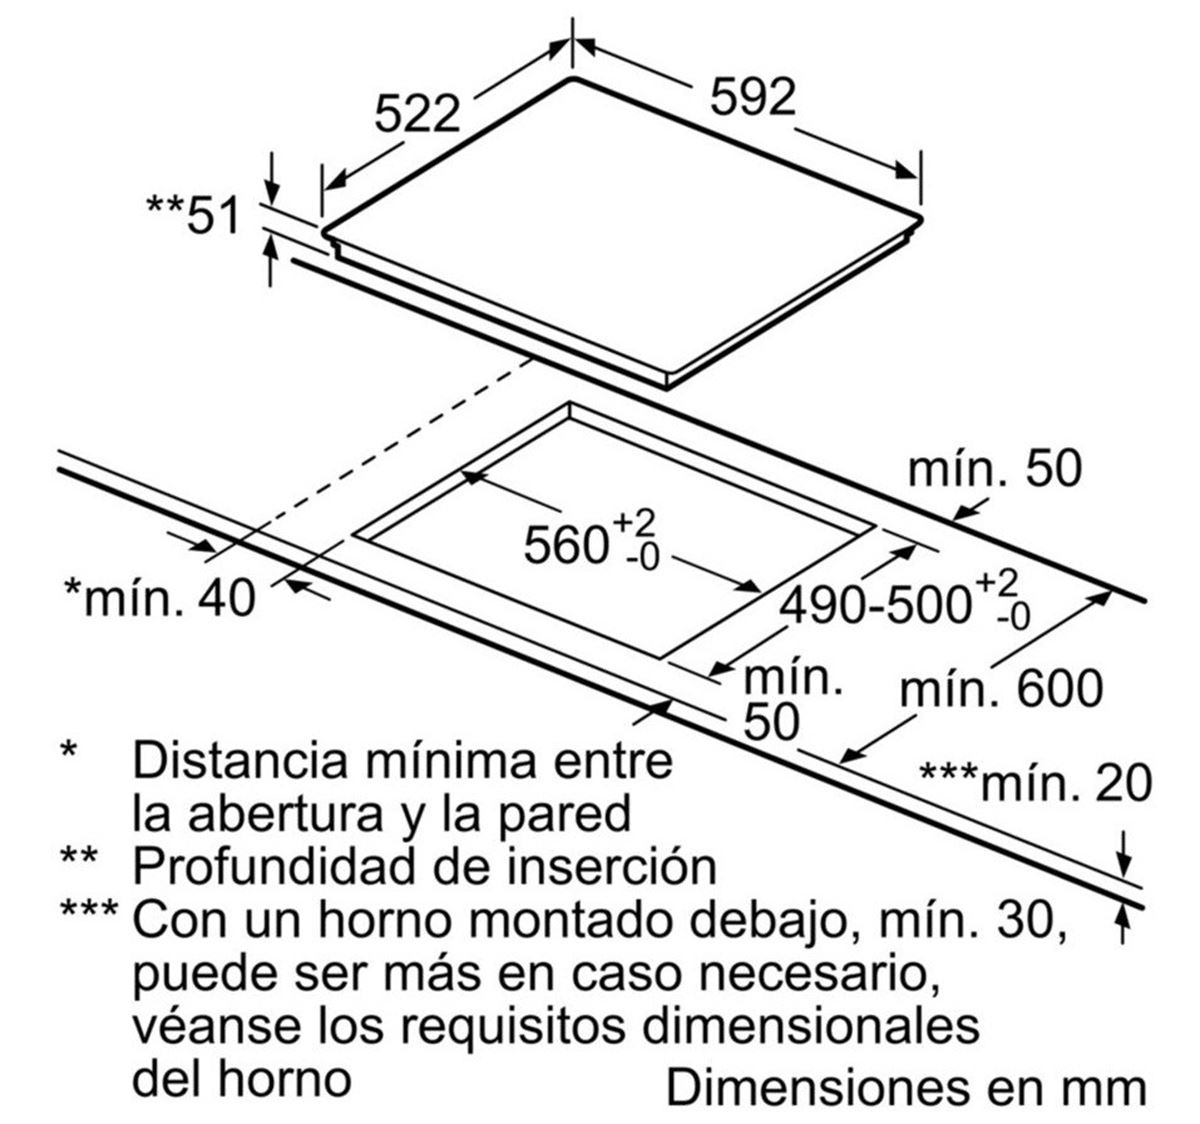 522
592
**51
mín. 50
560+2-0
490-500+2-0
*mín. 40
mín. 50
mín. 600
***mín. 20
* Distancia mínima entre
la abertura y la pared
** Profundidad de inserción
*** Con un horno montado debajo, mín. 30,
puede ser más en caso necesario,
véanse los requisitos dimensionales
del horno
Dimensiones en mm